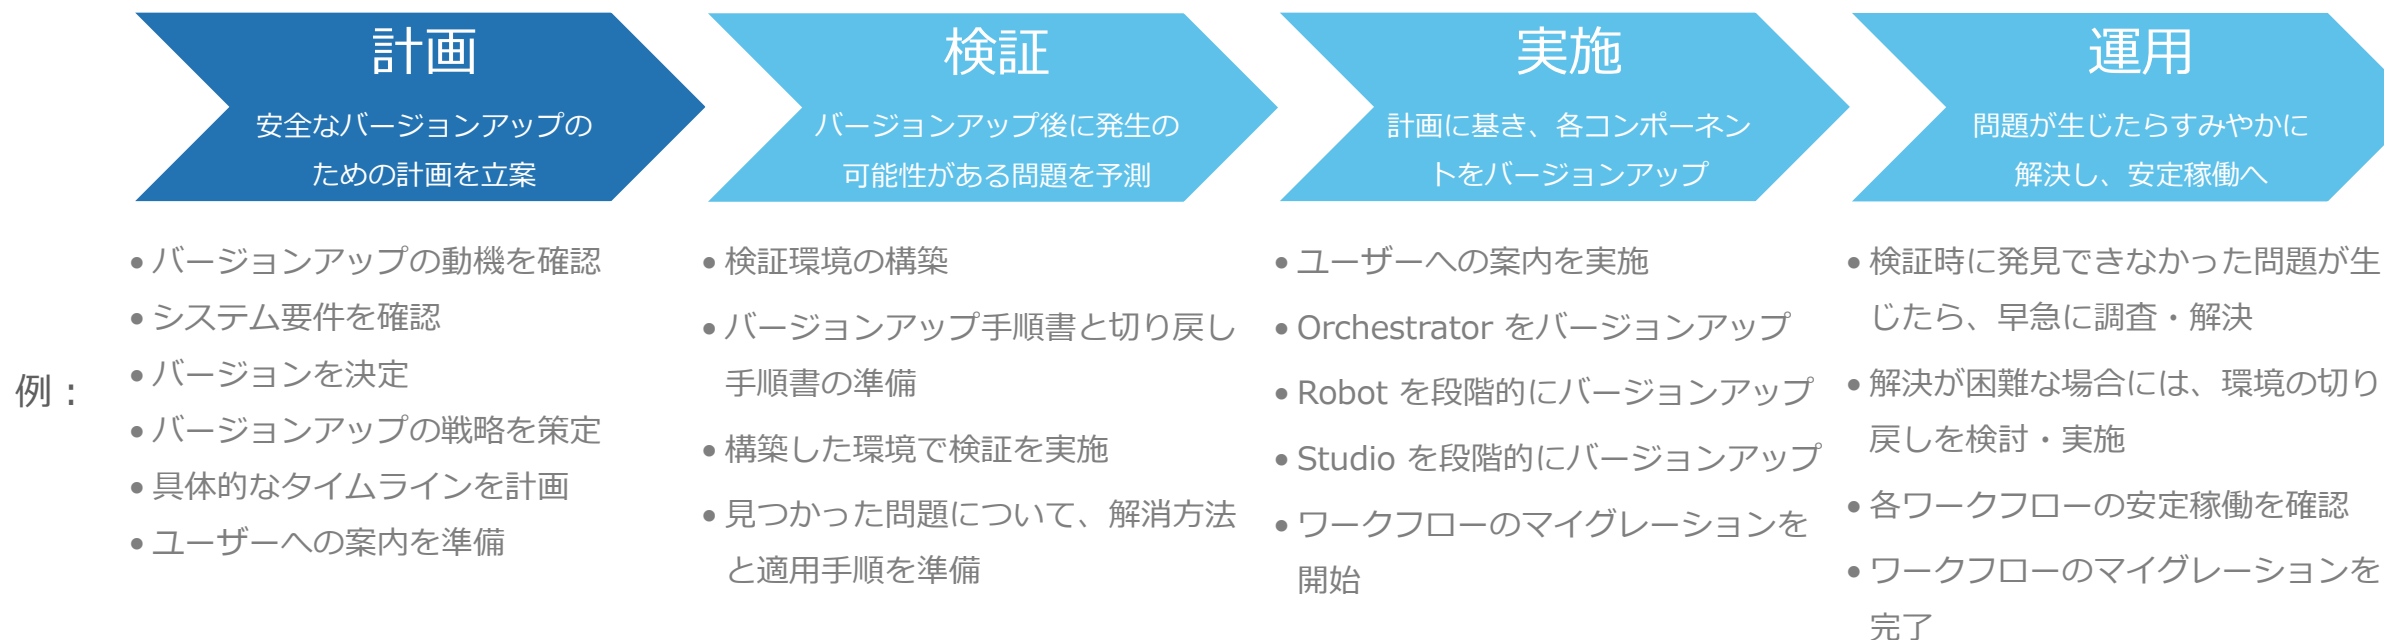 計画
安全なバージョンアップの
ための計画を立案
検証
バージョンアップ後に発生の
可能性がある問題を予測
実施
計画に基き、各コンポーネン
トをバージョンアップ
運用
問題が生じたらすみやかに
解決し、安定稼働へ
例：
• バージョンアップの動機を確認
• システム要件を確認
• バージョンを決定
• バージョンアップの戦略を策定
• 具体的なタイムラインを計画
• ユーザーへの案内を準備
• 検証環境の構築
• バージョンアップ手順書と切り戻し
手順書の準備
• 構築した環境で検証を実施
• 見つかった問題について、解消方法
と適用手順を準備
• ユーザーへの案内を実施
• Orchestrator をバージョンアップ
• Robot を段階的にバージョンアップ
• Studio を段階的にバージョンアップ
• ワークフローのマイグレーションを
開始
• 検証時に発見できなかった問題が生
じたら、早急に調査・解決
• 解決が困難な場合には、環境の切り
戻しを検討・実施
• 各ワークフローの安定稼働を確認
• ワークフローのマイグレーションを
完了